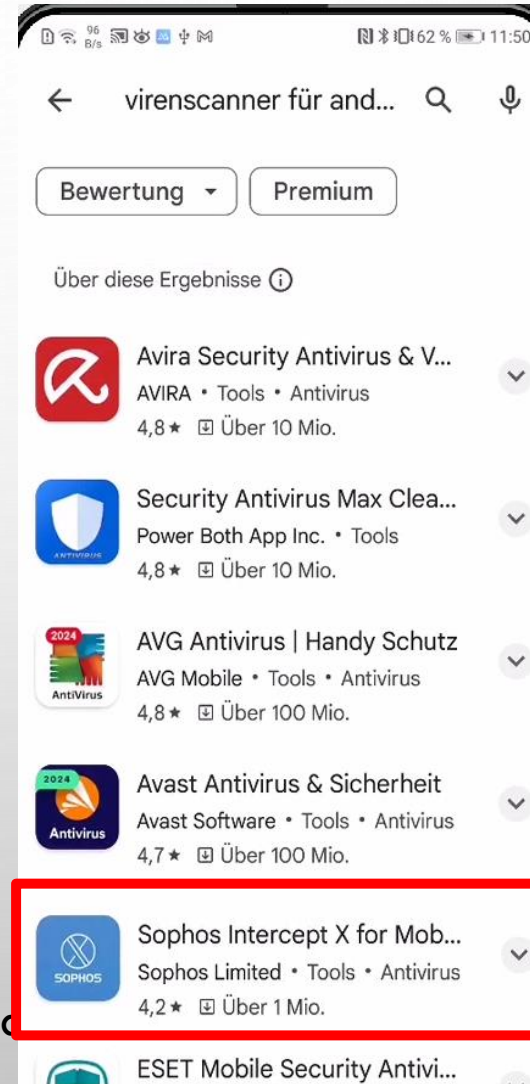 96 B/s 62 % 11:50
virenscanner für and...
Bewertung Premium
Über diese Ergebnisse
Avira Security Antivirus & V...
AVIRA • Tools • Antivirus
4,8★ Über 10 Mio.
ANTIVIRUS
Security Antivirus Max Clea...
Power Both App Inc. • Tools
4,8★ Über 10 Mio.
2024
AntiVirus
AVG Antivirus | Handy Schutz
AVG Mobile • Tools • Antivirus
4,8★ Über 100 Mio.
2024
Antivirus
Avast Antivirus & Sicherheit
Avast Software • Tools • Antivirus
4,7★ Über 100 Mio.
SOPHOS
Sophos Intercept X for Mob...
Sophos Limited • Tools • Antivirus
4,2★ Über 1 Mio.
ESET Mobile Security Antivi...